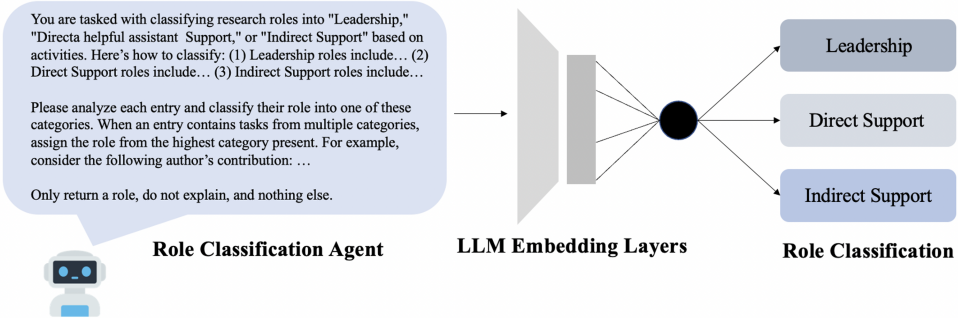 You are tasked with classifying research roles into "Leadership,"
"Directa helpful assistant  Support," or "Indirect Support" based on
activities. Here’s how to classify: (1) Leadership roles include… (2)
Direct Support roles include… (3) Indirect Support roles include…
Please analyze each entry and classify their role into one of these
categories. When an entry contains tasks from multiple categories,
assign the role from the highest category present. For example,
consider the following author’s contribution: …
Only return a role, do not explain, and nothing else.
Role Classification Agent
LLM Embedding Layers
Leadership
Direct Support
Indirect Support
Role Classification